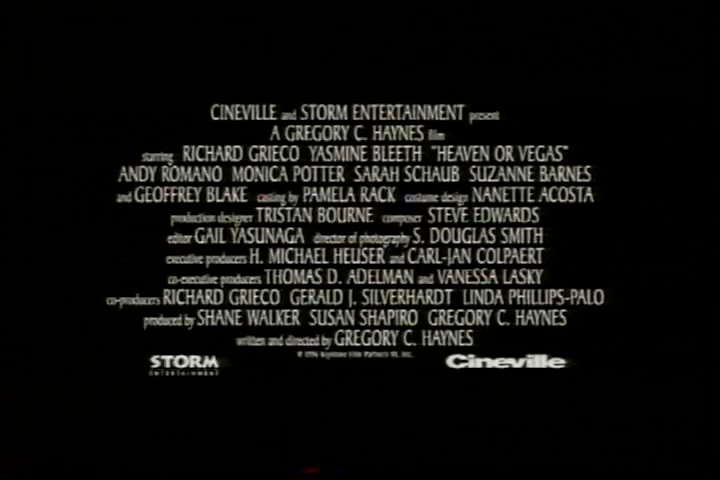 CINEVILLE and STORM ENTERTAINMENT present
A GREGORY C. HAYNES film
starring RICHARD GRIECO YASMINE BLEETH "HEAVEN OR VEGAS"
ANDY ROMANO MONICA POTTER SARAH SCHAUB SUZANNE BARNES
and GEOFFREY BLAKE casting by PAMELA RACK costume design NANETTE ACOSTA
production designer TRISTAN BOURNE composer STEVE EDWARDS
editor GAIL YASUNAGA director of photography S. DOUGLAS SMITH
executive producers H. MICHAEL HEUSER and CARL-JAN COLPAERT
co-executive producers THOMAS D. ADELMAN and VANESSA LASKY
co-producers RICHARD GRIECO GERALD J. SILVERHARDT LINDA PHILLIPS-PALO
produced by SHANE WALKER SUSAN SHAPIRO GREGORY C. HAYNES
written and directed by GREGORY C. HAYNES
Film Partners
STORM
ENTERTAINMENT
Cineville